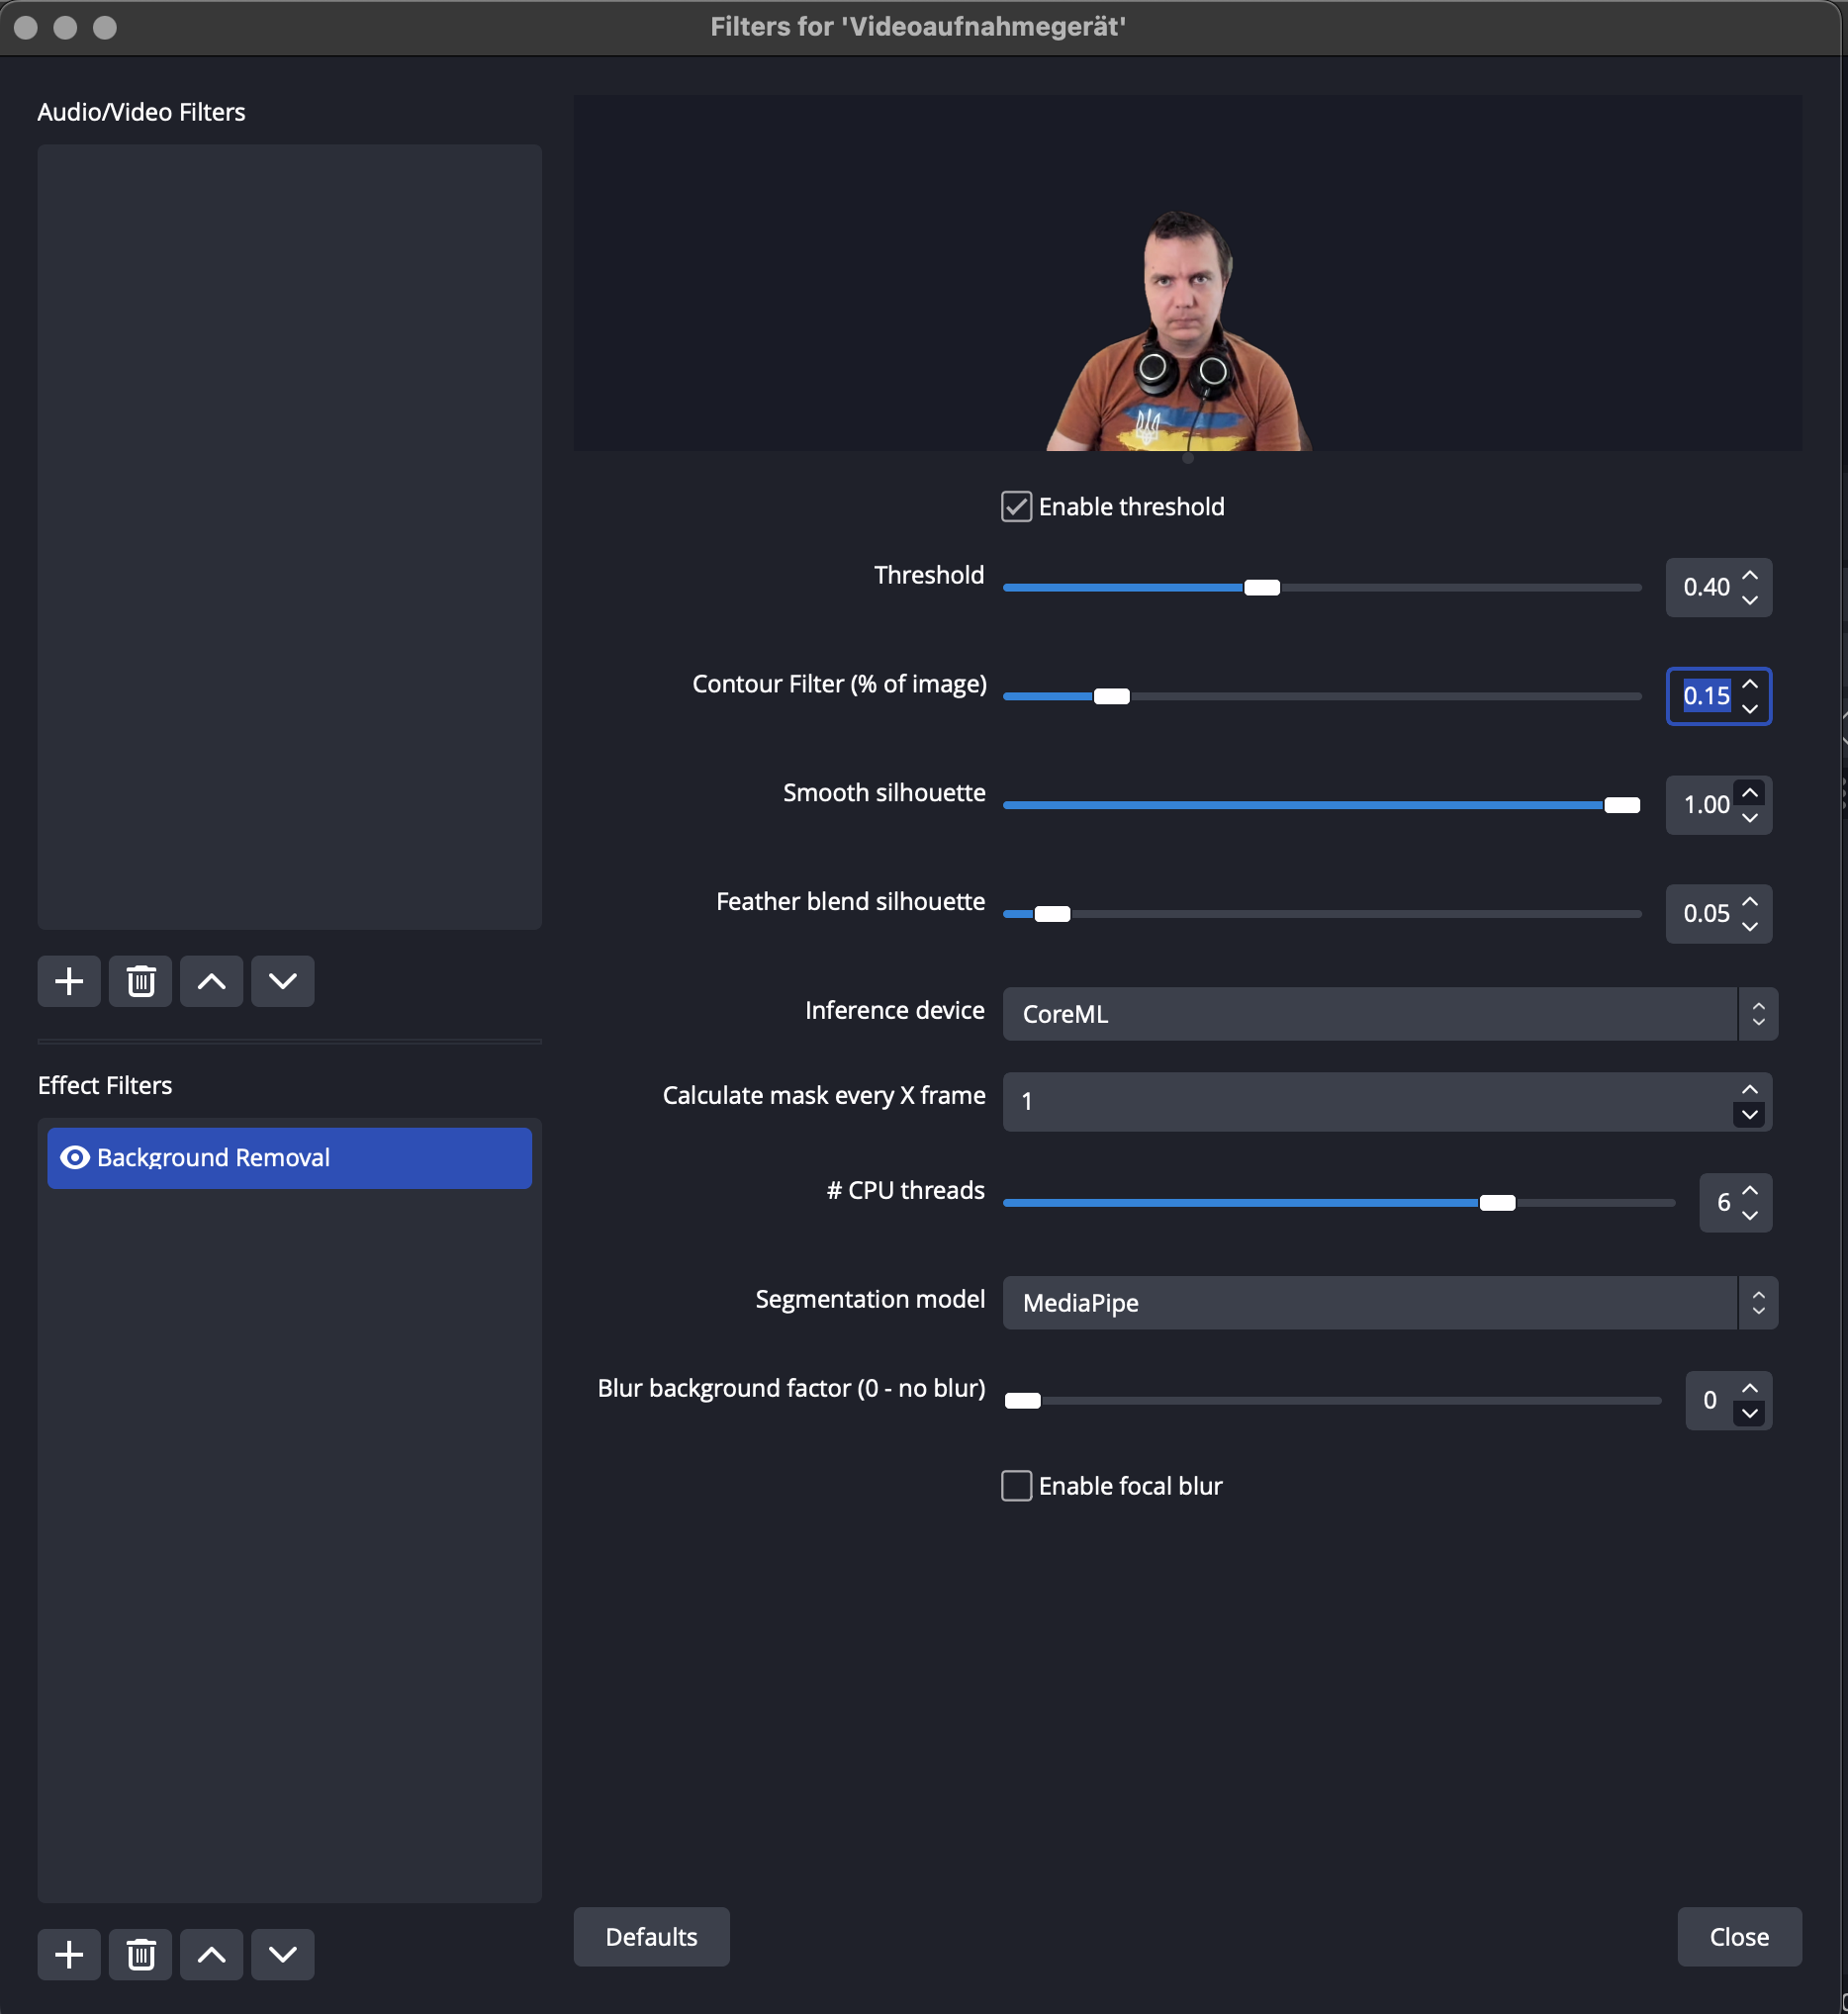 Filters for 'Videoaufnahmegerät'
Audio/Video Filters
Enable threshold
Threshold
0.40
Contour Filter (% of image)
0.15
Smooth silhouette
1.00
Feather blend silhouette
0.05
Inference device
CoreML
Calculate mask every X frame
1
# CPU threads
6
Segmentation model
MediaPipe
Blur background factor (0 - no blur)
0
Enable focal blur
Effect Filters
Background Removal
Defaults
Close